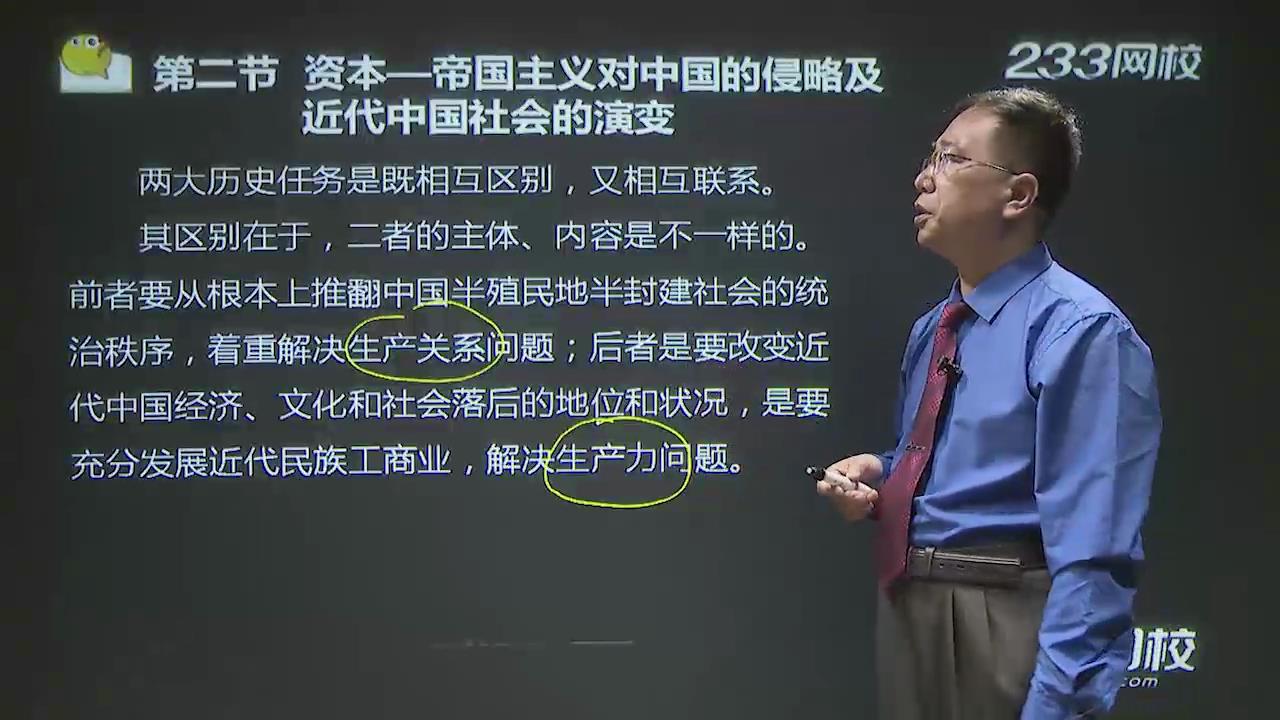 第二节 资本—帝国主义对中国的侵略及
近代中国社会的演变
233网校
两大历史任务是既相互区别，又相互联系。
其区别在于，二者的主体、内容是不一样的。
前者要从根本上推翻中国半殖民地半封建社会的统
治秩序，着重解决生产关系问题；后者是要改变近
代中国经济、文化和社会落后的地位和状况，是要
充分发展近代民族工商业，解决生产力问题。
校
.com